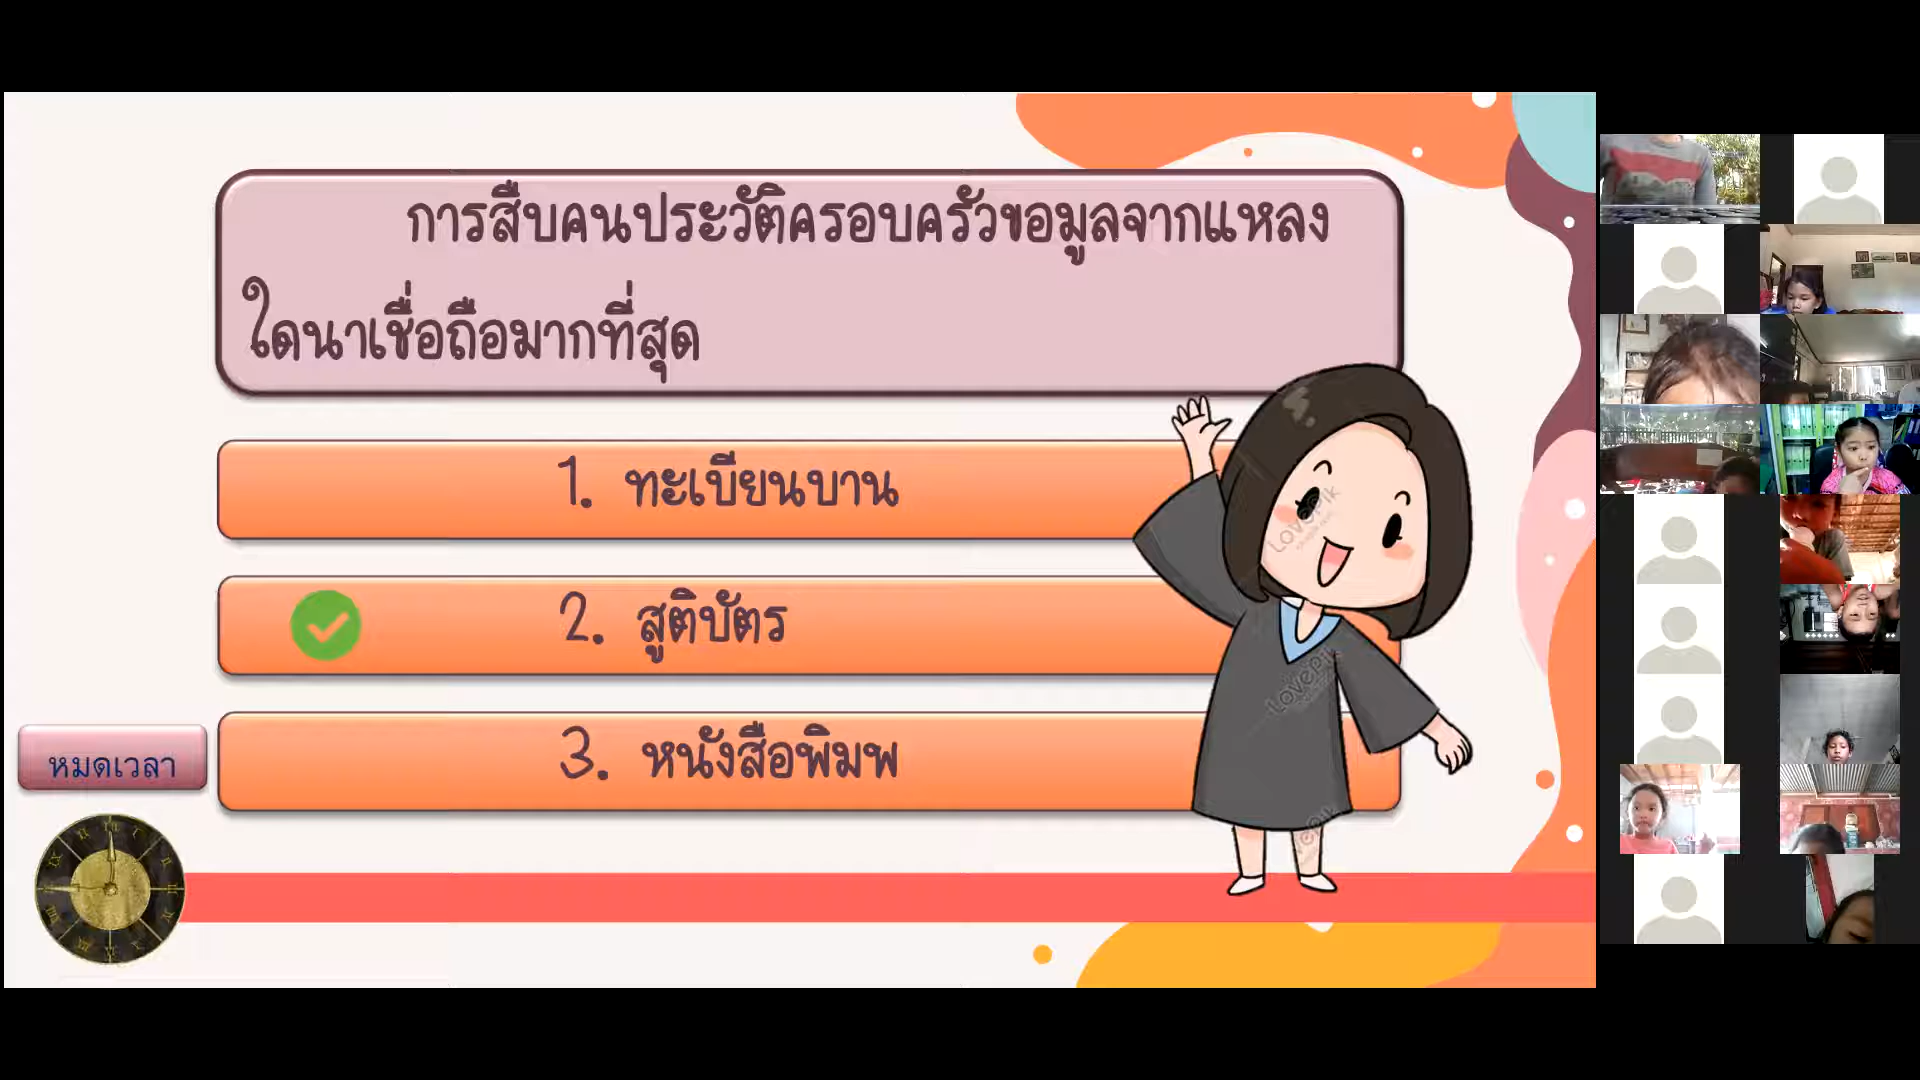 การสืบคนประวัติครอบครัวขอมูลจากแหลง
ใดนาเชื่อถือมากที่สุด
1. ทะเบียนบาน
2. สูติบัตร
3. หนังสือพิมพ
หมดเวลา